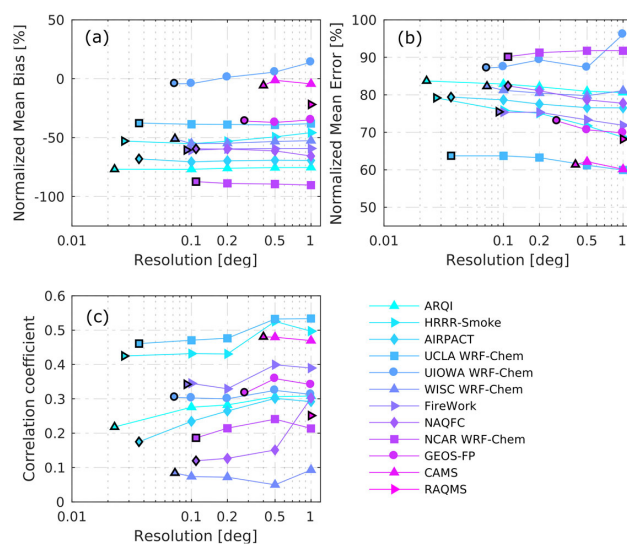 (a)
Normalized Mean Bias [%]
50
0
-50
-100
0.01
0.1
0.2
0.5
1
Resolution [deg]
(b)
Normalized Mean Error [%]
100
90
80
70
60
50
0.01
0.1
0.2
0.5
1
Resolution [deg]
(c)
Correlation coefficient
0.6
0.5
0.4
0.3
0.2
0.1
0
0.01
0.1
0.2
0.5
1
Resolution [deg]
ARQI
HRRR-Smoke
AIRPACT
UCLA WRF-Chem
UIOWA WRF-Chem
WISC WRF-Chem
FireWork
NAQFC
NCAR WRF-Chem
GEOS-FP
CAMS
RAQMS